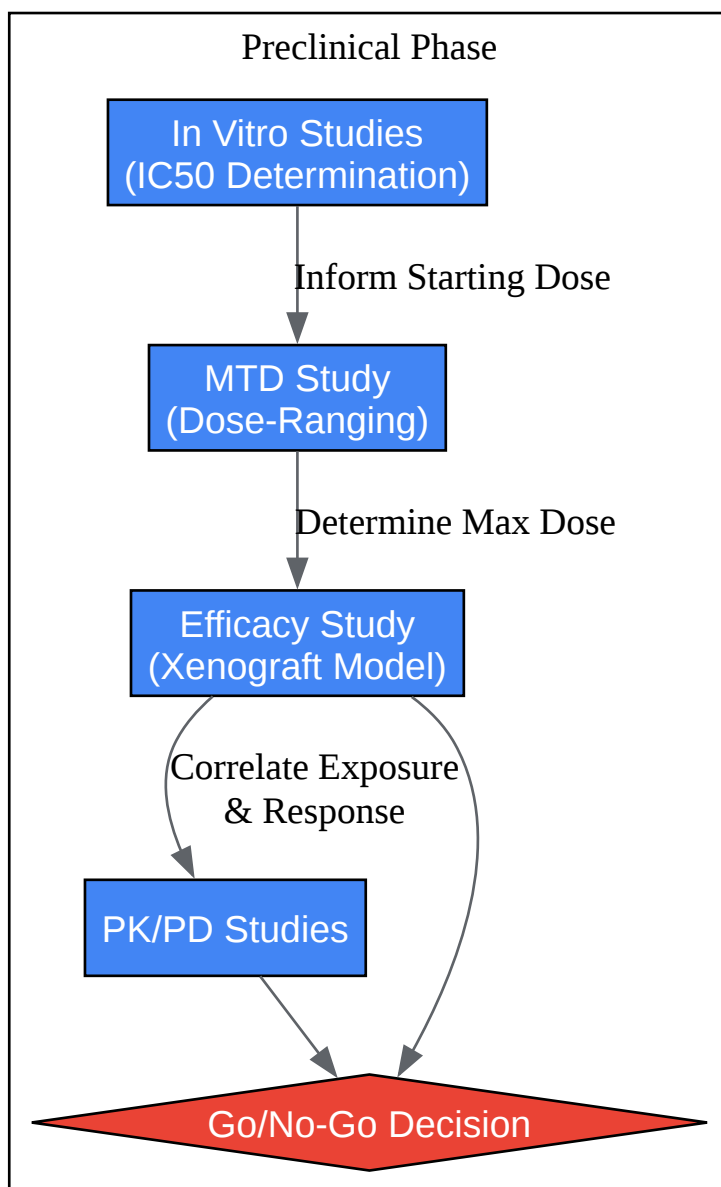 Preclinical Phase
In Vitro Studies
(IC50 Determination)
Inform Starting Dose
MTD Study
(Dose-Ranging)
Determine Max Dose
Efficacy Study
(Xenograft Model)
Correlate Exposure
& Response
PK/PD Studies
Go/No-Go Decision